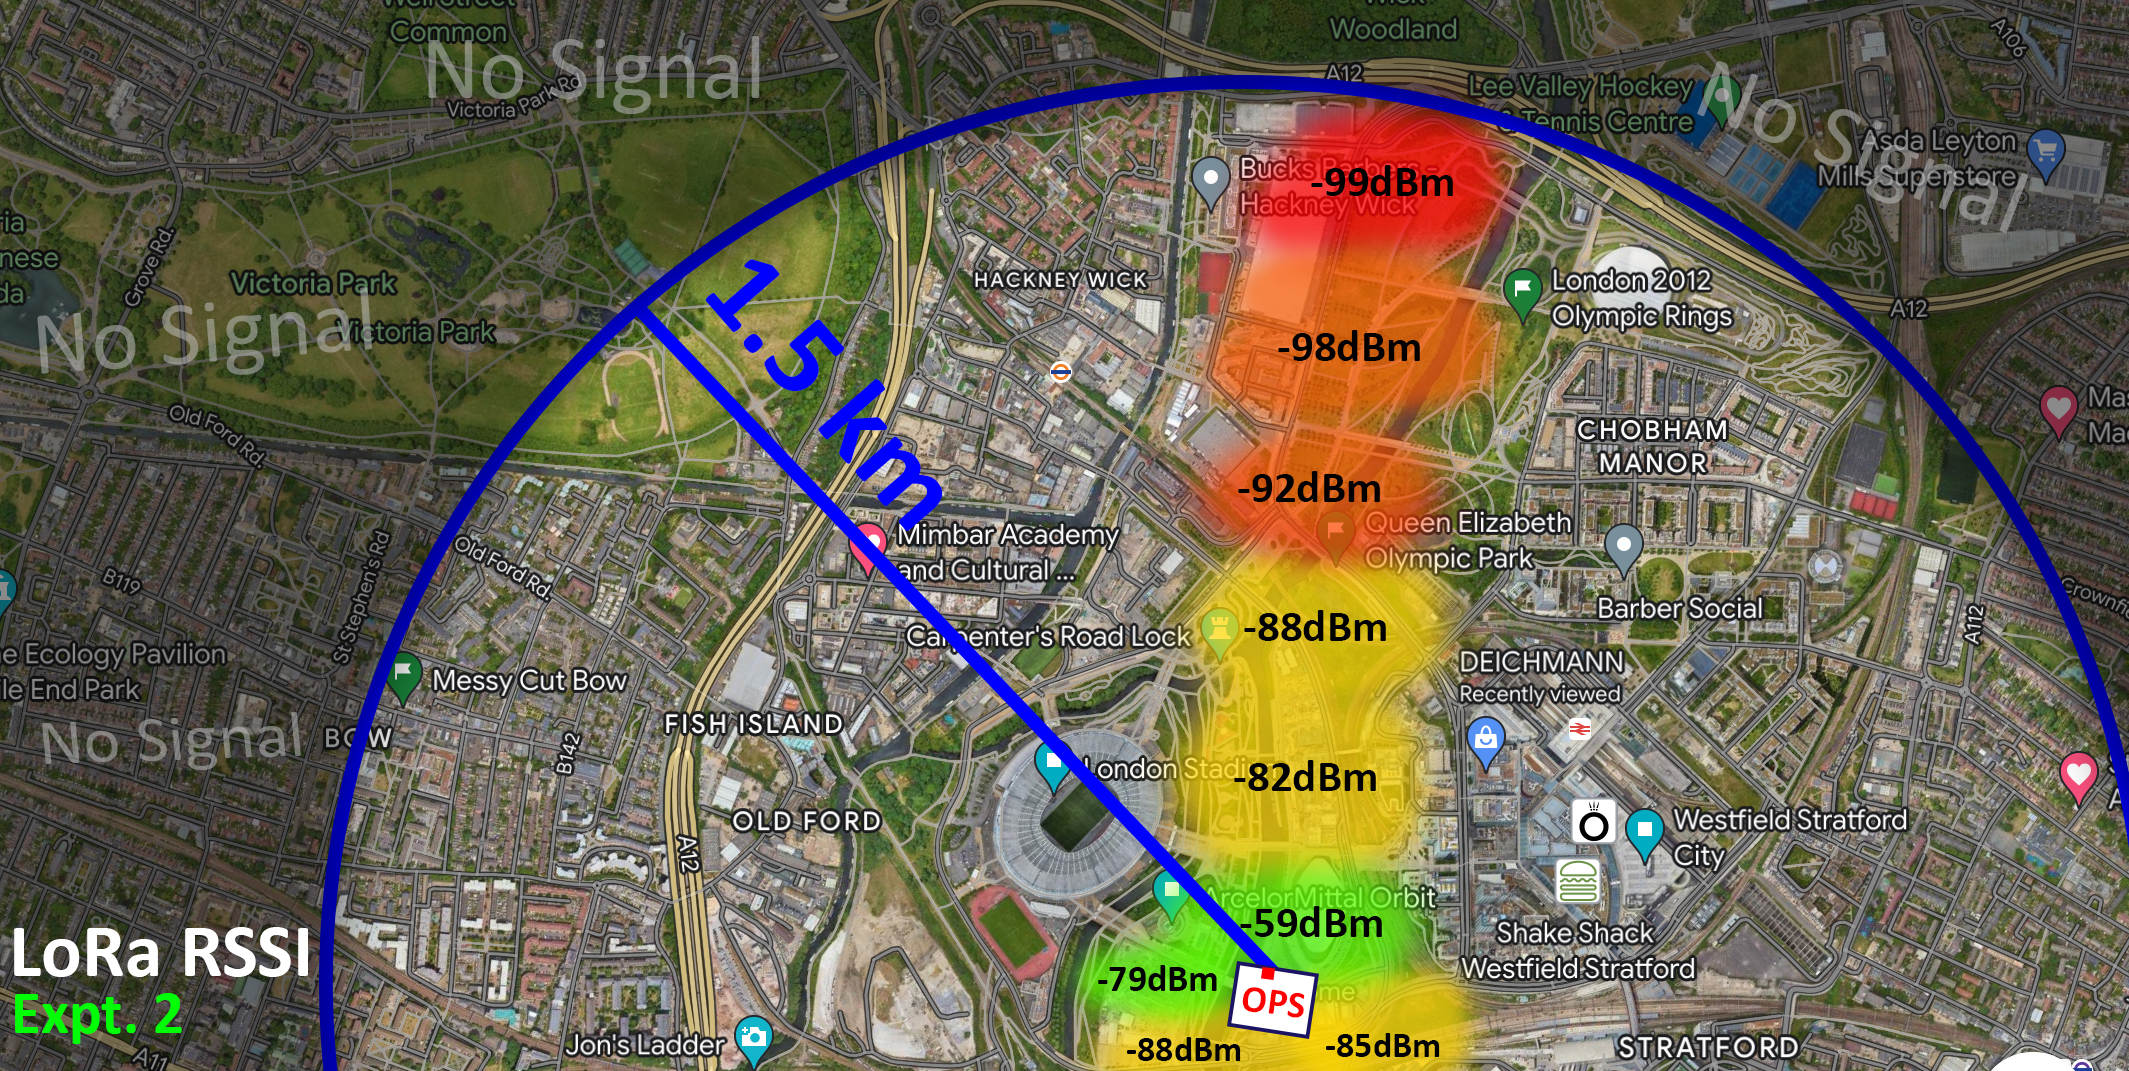 Common
Wick
Woodland
A106
No Signal
Victoria Park Rd
A12
Lee Valley Hockey
& Tennis Centre
No Signal
Asda Leyton
Mills Superstore
Bucks Barbers -
Hackney Wick
-99dBm
Grove Rd.
Victoria Park
No Signal
Victoria Park
1.5 km
HACKNEY WICK
London 2012
Olympic Rings
A12
-98dBm
Old Ford Rd.
CHOBHAM
MANOR
-92dBm
Queen Elizabeth
Olympic Park
Mimbar Academy
and Cultural ...
Old Ford Rd.
B119
St Stephen's Rd
Barber Social
A112
Carpenter's Road Lock
-88dBm
Ecology Pavilion
End Park
Messy Cut Bow
DEICHMANN
Recently viewed
No Signal
BOW
B142
FISH ISLAND
London Stadi
-82dBm
OLD FORD
A12
Westfield Stratford
City
ArcelorMittal Orbit
-59dBm
LoRa RSSI
Expt. 2
-79dBm
OPS
Shake Shack
Westfield Stratford
Jon's Ladder
-88dBm
-85dBm
STRATFORD
A11